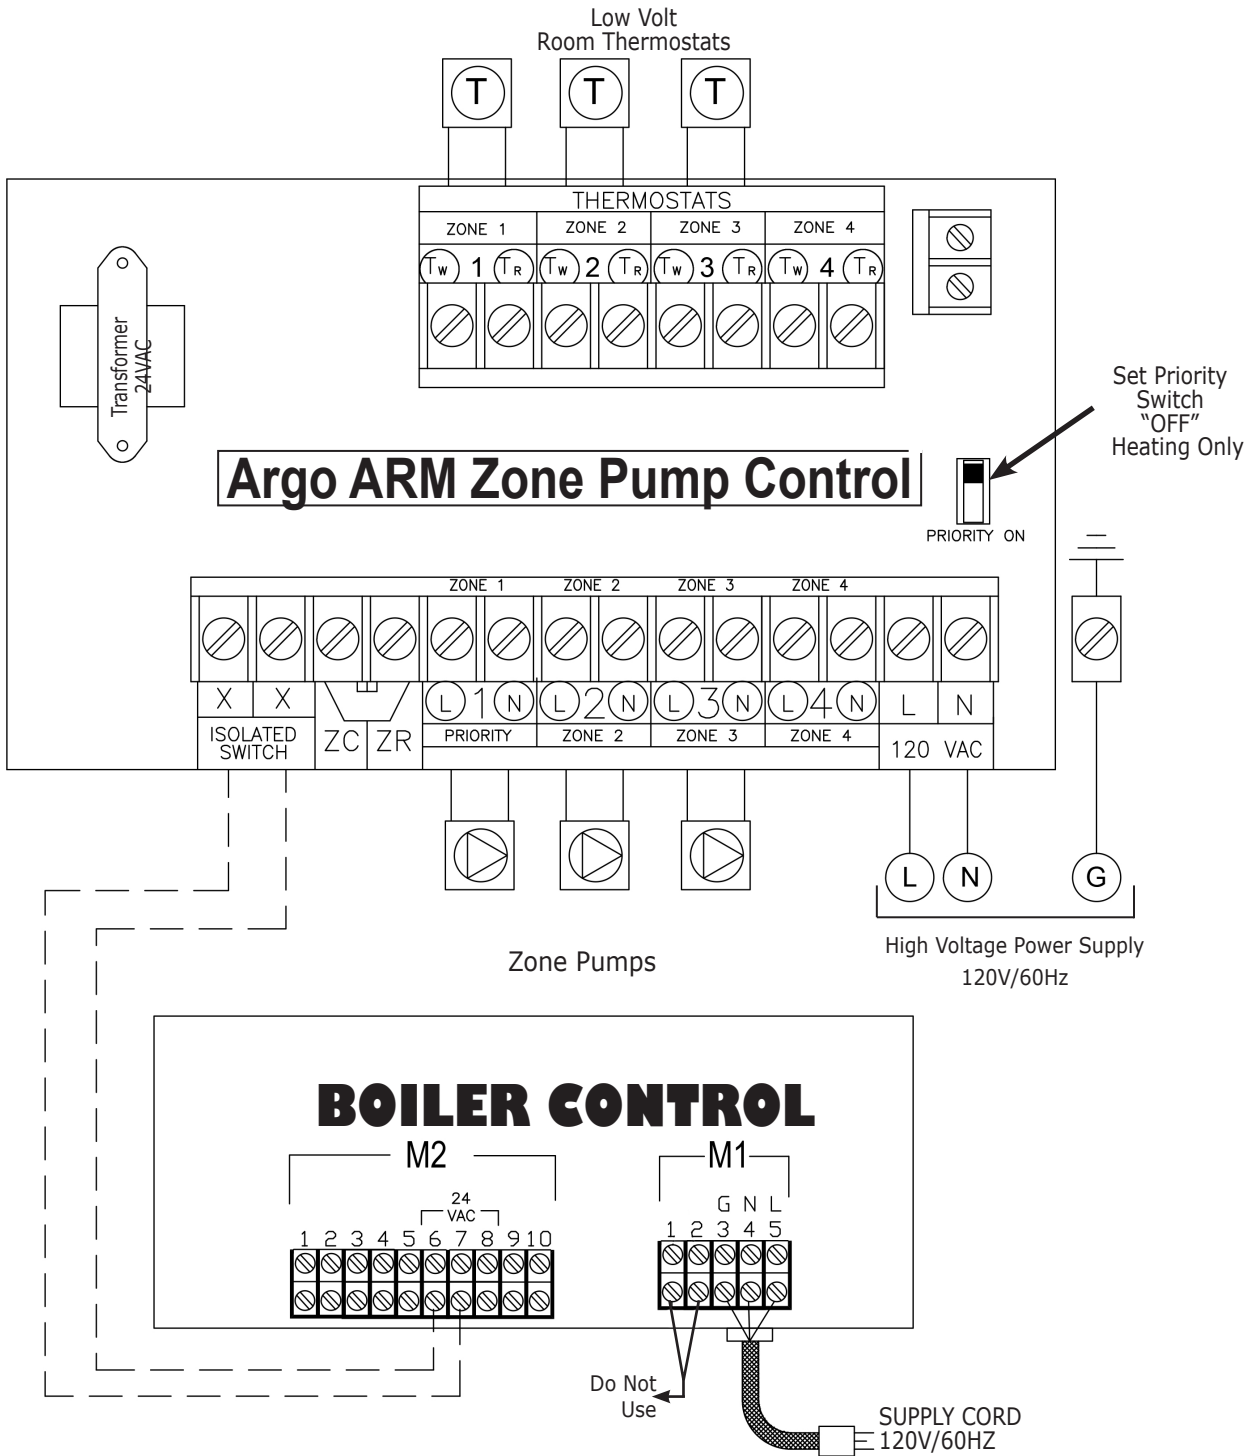 Low Volt
Room Thermostats
T T T
THERMOSTATS
ZONE 1 ZONE 2 ZONE 3 ZONE 4
TW 1 TR TW 2 TR TW 3 TR TW 4 TR
Transformer
24VAC
Set Priority
Switch
“OFF”
Heating Only
Argo ARM Zone Pump Control
PRIORITY ON
ZONE 1 ZONE 2 ZONE 3 ZONE 4
X X L 1 N L 2 N L 3 N L 4 N L N
ISOLATED
SWITCH
ZC ZR
PRIORITY ZONE 2 ZONE 3 ZONE 4
120 VAC
L N G
High Voltage Power Supply
120V/60Hz
Zone Pumps
BOILER CONTROL
M2 M1
24
VAC
G N L
1 2 3 4 5 6 7 8 9 10
1 2 3 4 5
Do Not
Use
SUPPLY CORD
120V/60HZ